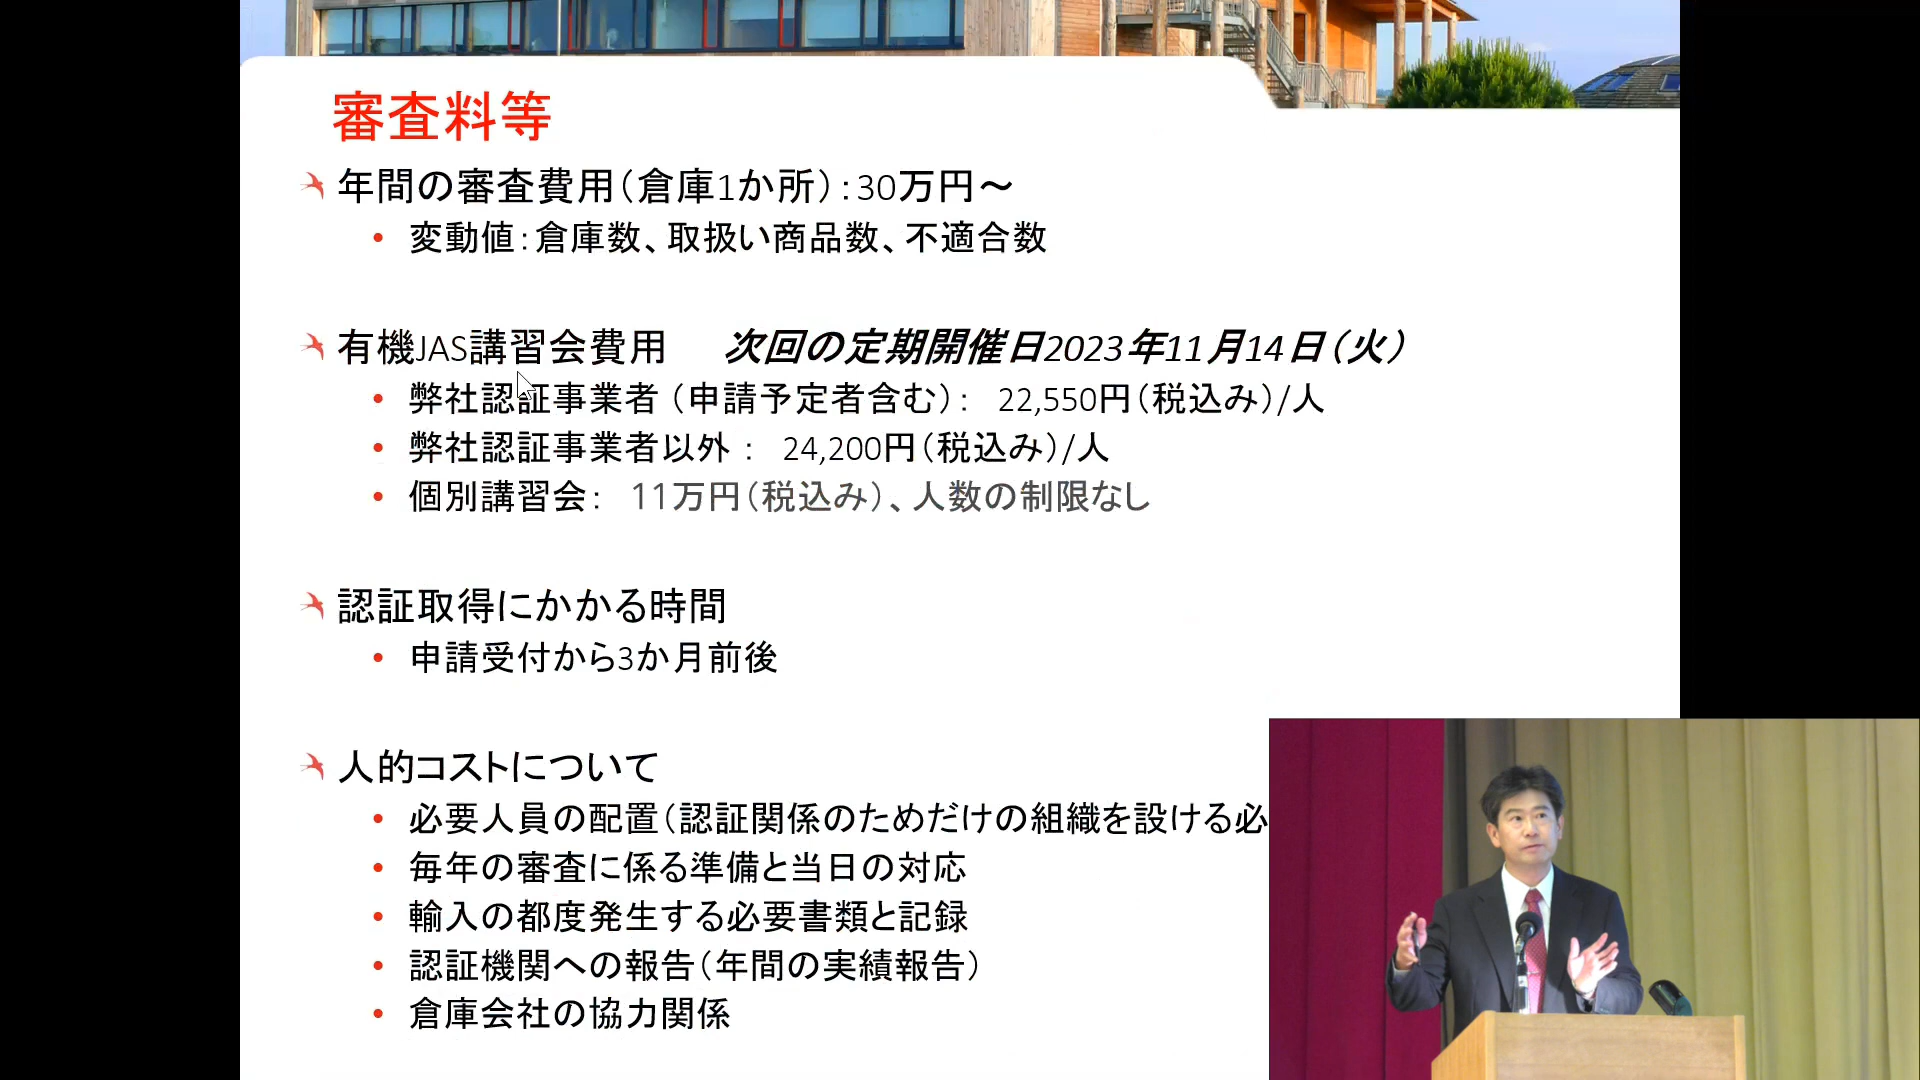 審査料等
年間の審査費用（倉庫1か所）：30万円～
• 変動値：倉庫数、取扱い商品数、不適合数
有機JAS講習会費用　次回の定期開催日2023年11月14日（火）
• 弊社認証事業者（申請予定者含む）： 22,550円（税込み）/人
• 弊社認証事業者以外： 24,200円（税込み）/人
• 個別講習会： 11万円（税込み）、人数の制限なし
認証取得にかかる時間
• 申請受付から3か月前後
人的コストについて
• 必要人員の配置（認証関係のためだけの組織を設ける必
• 毎年の審査に係る準備と当日の対応
• 輸入の都度発生する必要書類と記録
• 認証機関への報告（年間の実績報告）
• 倉庫会社の協力関係